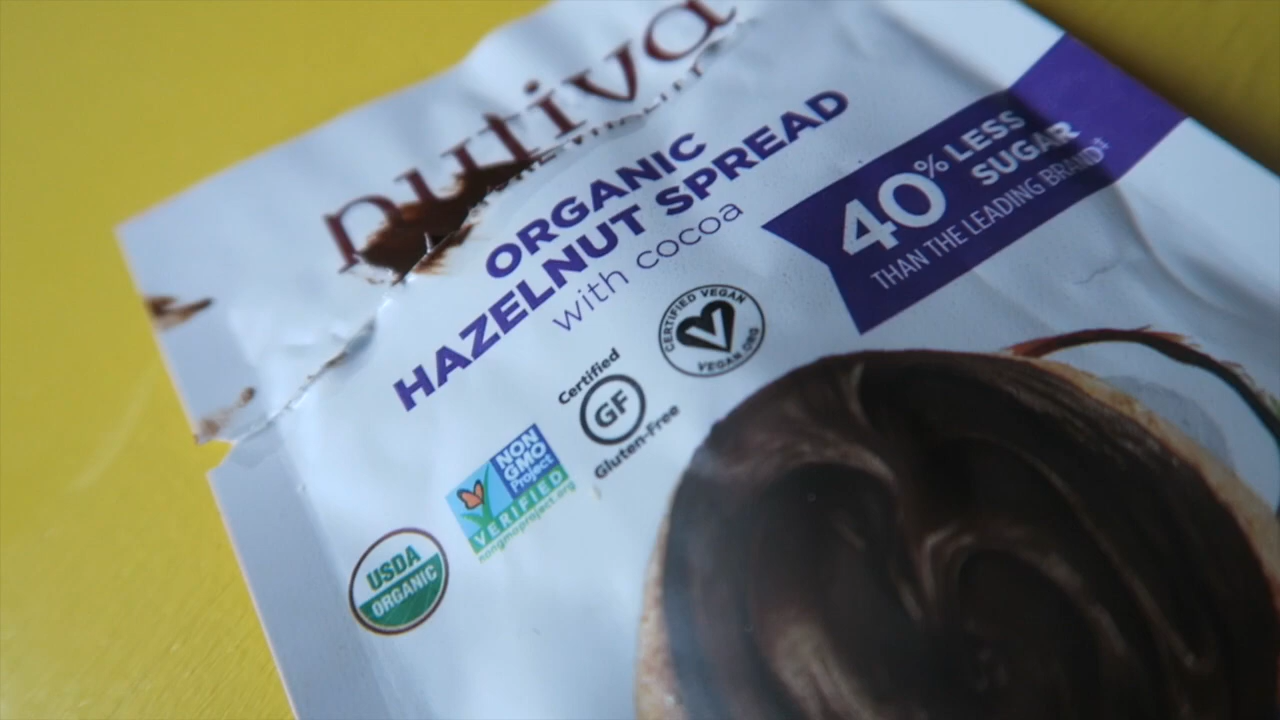 nutiva
ORGANIC
HAZELNUT SPREAD
with cocoa
40% LESS
SUGAR
THAN THE LEADING BRAND‡
CERTIFIED VEGAN
VEGAN.ORG
Certified
GF
Gluten-Free
NON
GMO
Project
VERIFIED
nongmoproject.org
USDA
ORGANIC